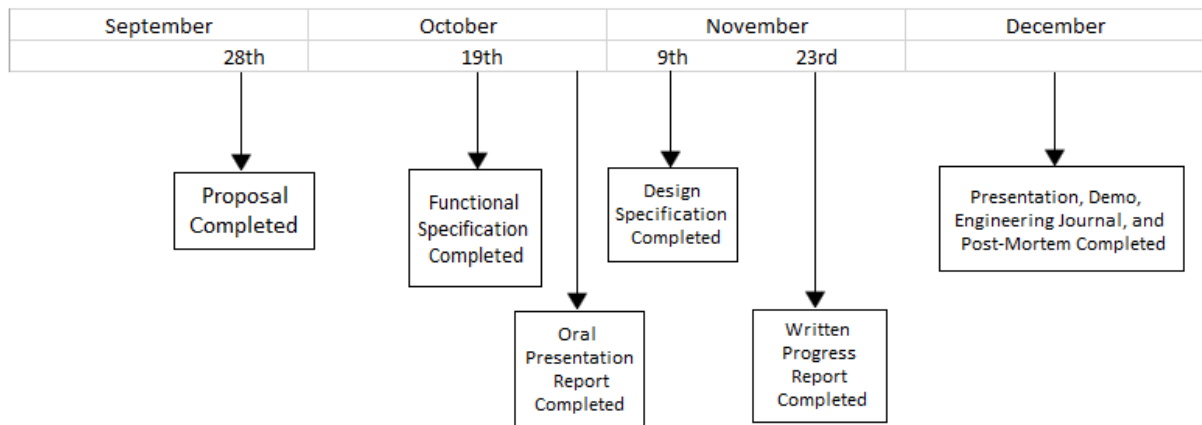 September
October
November
December
28th
19th
9th
23rd
Proposal
Completed
Functional
Specification
Completed
Design
Specification
Completed
Presentation, Demo,
Engineering Journal, and
Post-Mortem Completed
Oral
Presentation
Report
Completed
Written
Progress
Report
Completed